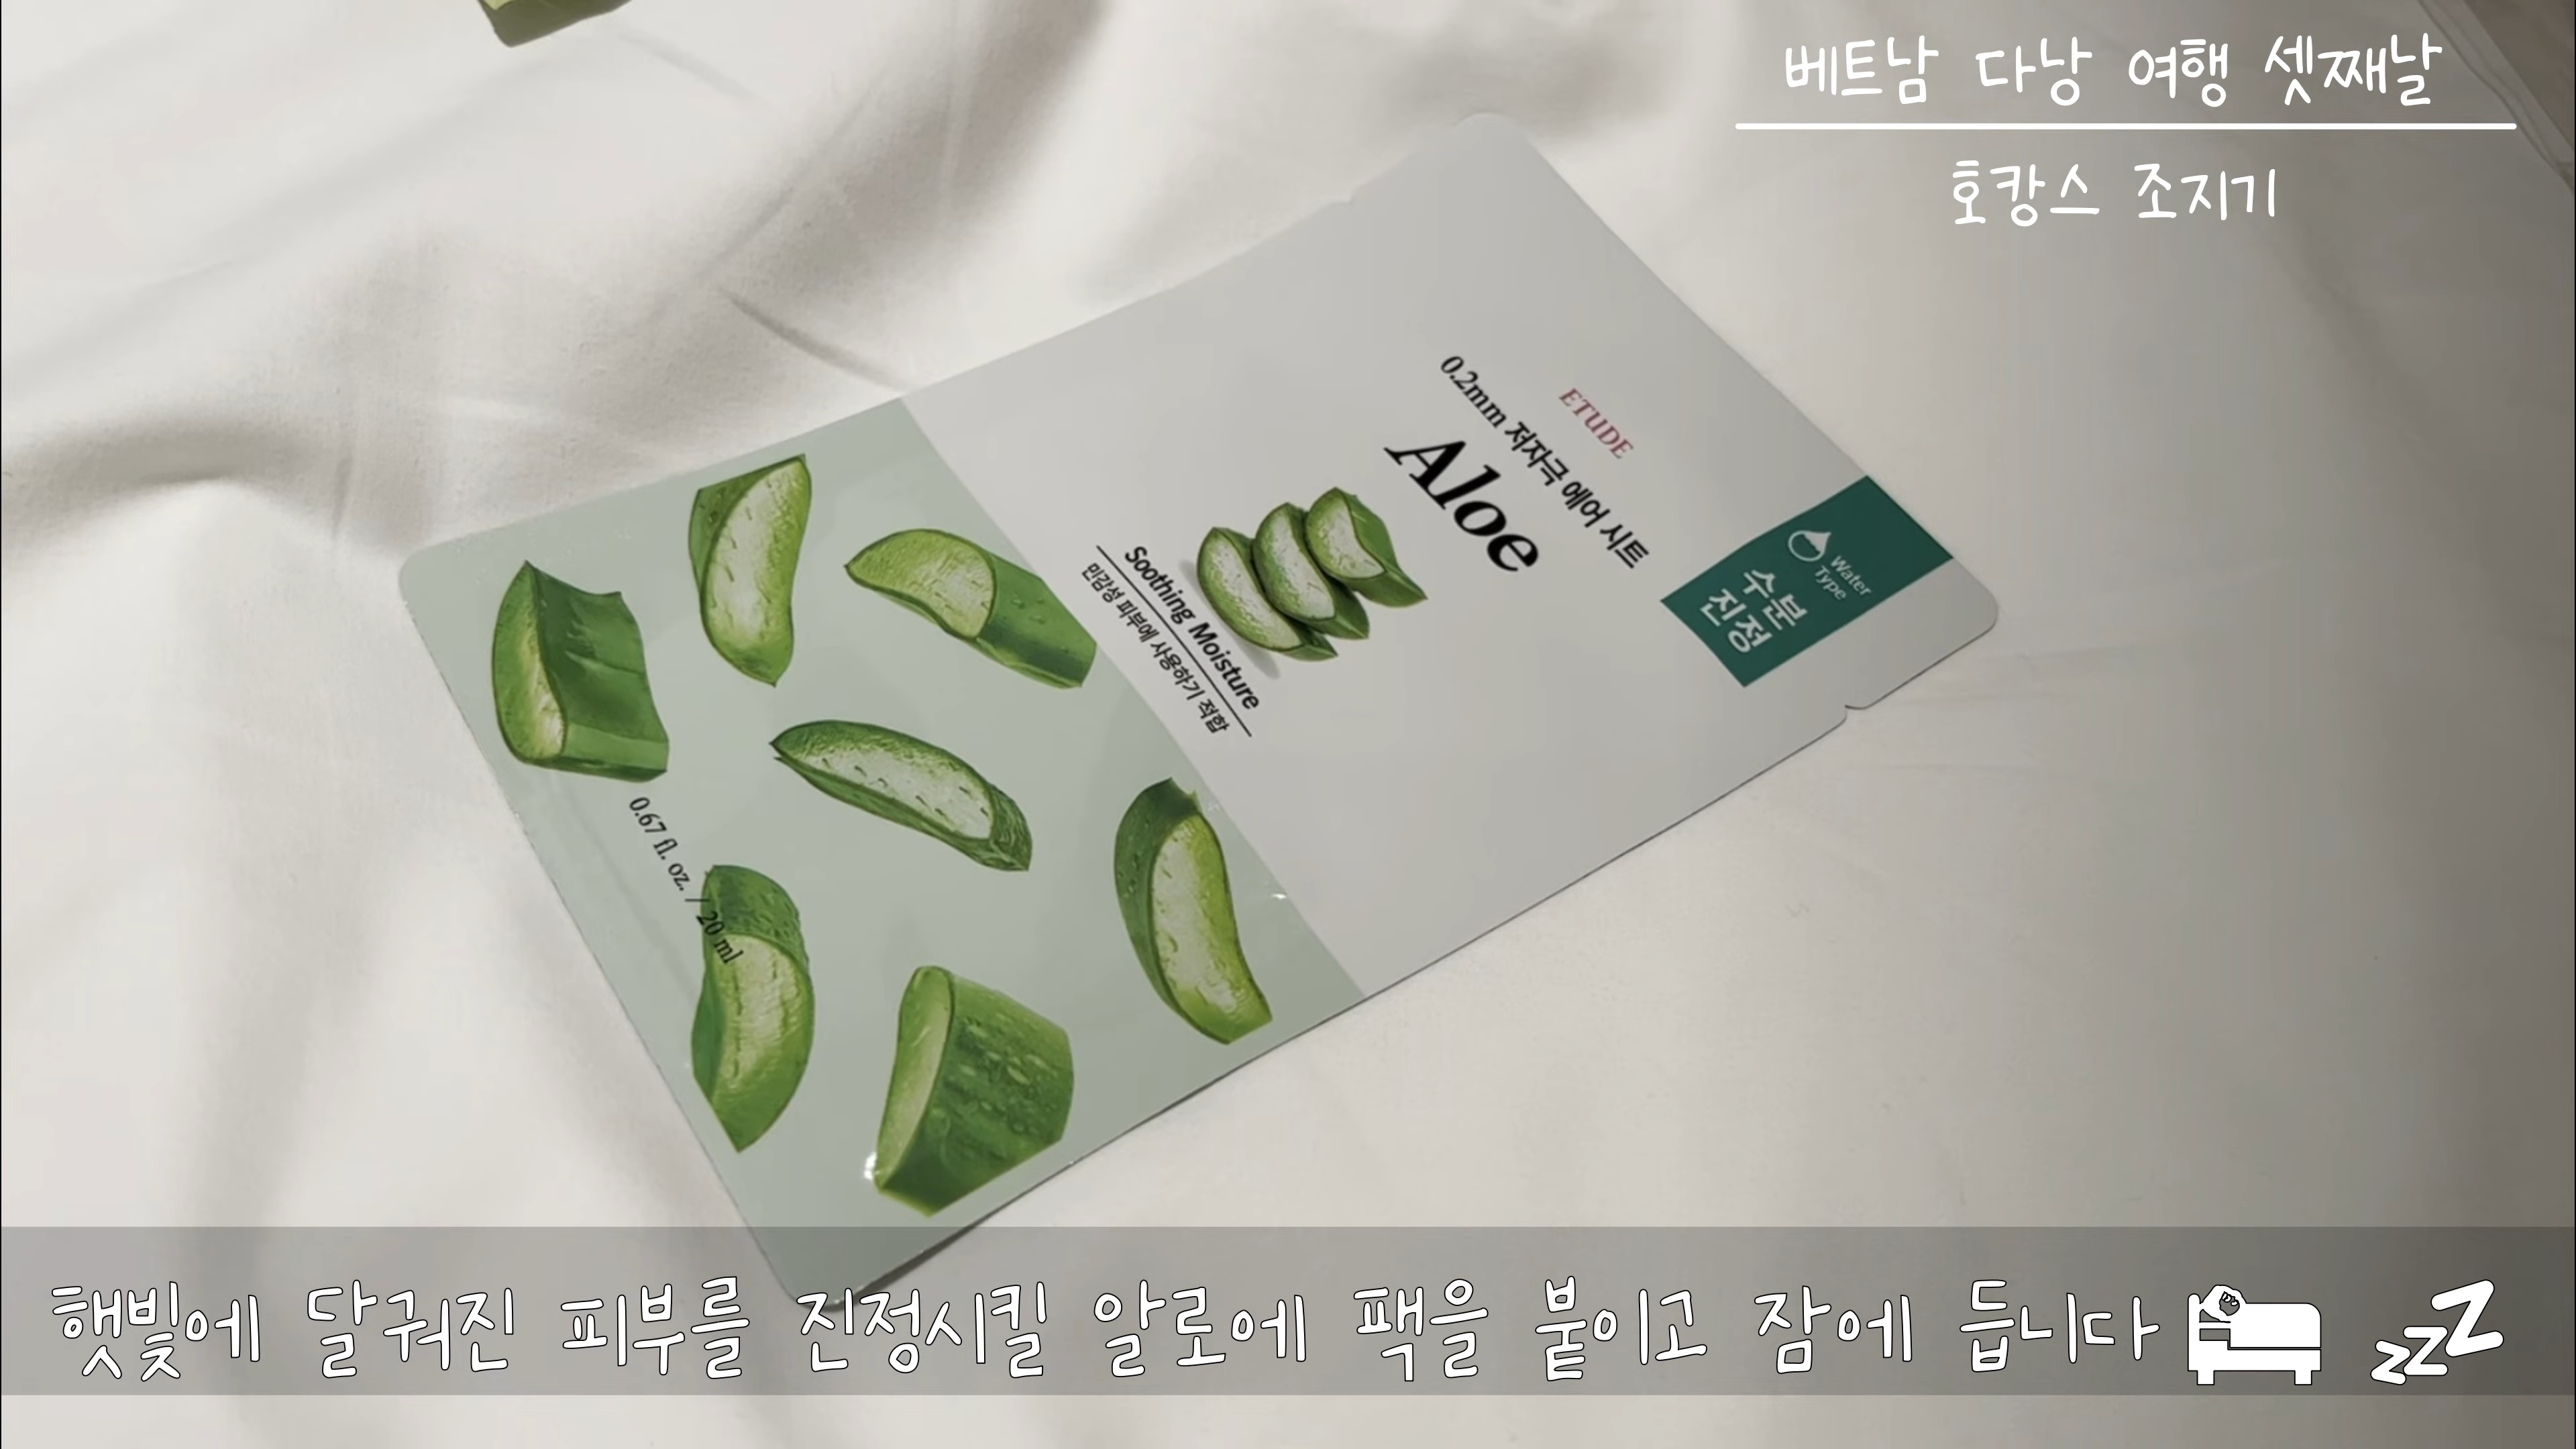 베트남 다낭 여행 셋째날
호캉스 조지기
Water
Type
수분
진정
ETUDE
0.2mm 저자극 에어 시트
Aloe
Soothing Moisture
민감성 피부에 사용하기 적합
0.67 fl. oz. / 20 ml
햇빛에 달궈진 피부를 진정시킬 알로에 팩을 붙이고 잠에 듭니다
zZZ